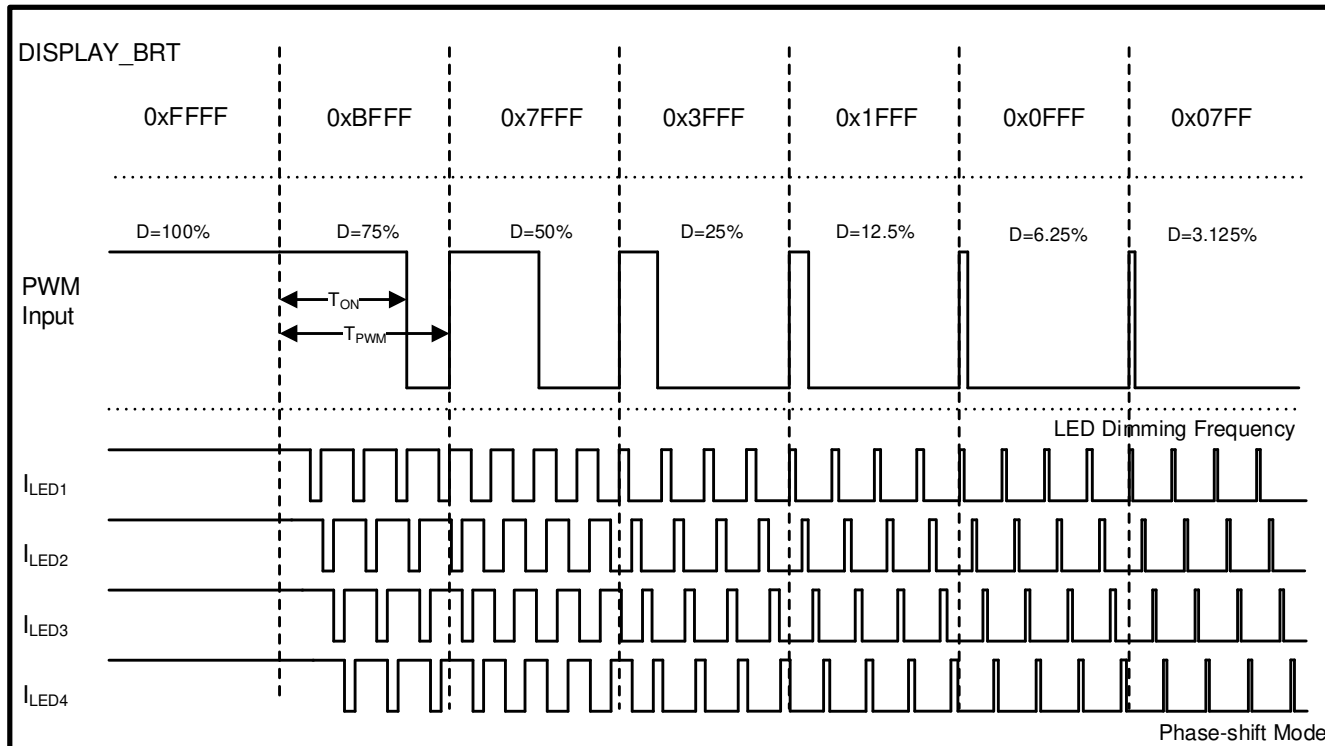 DISPLAY_BRT
0xFFFF 0xBFFF 0x7FFF 0x3FFF 0x1FFF 0x0FFF 0x07FF
D=100% D=75% D=50% D=25% D=12.5% D=6.25% D=3.125%
PWM
Input
TON
TPWM
LED Dimming Frequency
ILED1
ILED2
ILED3
ILED4
Phase-shift Mode